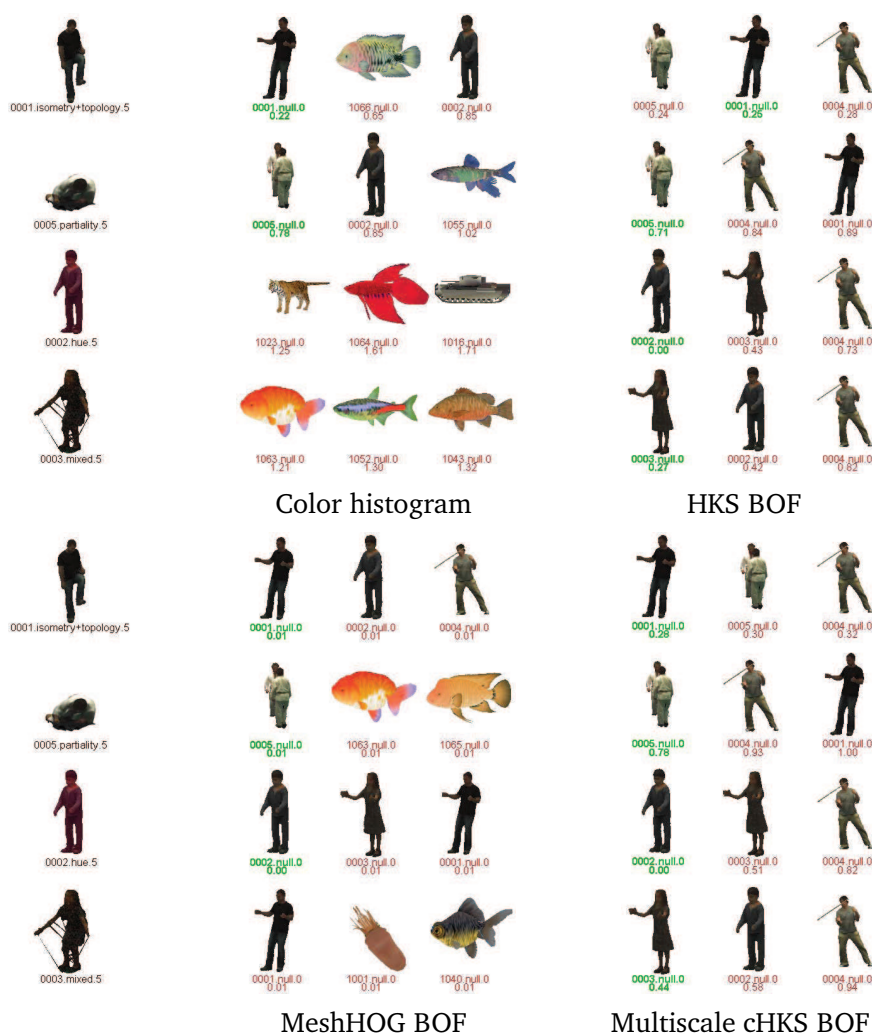 0001.isometry+topology.5
0001.null.0 1066.null.0 0002.null.0
0.22 0.65 0.85
0005.null.0 0001.null.0 0004.null.0
0.24 0.25 0.28
0005.partiality.5
0005.null.0 0002.null.0 1055.null.0
0.78 0.85 1.02
0005.null.0 0004.null.0 0001.null.0
0.71 0.84 0.89
0002.hue.5
1023.null.0 1064.null.0 1016.null.0
1.25 1.61 1.71
0002.null.0 0003.null.0 0004.null.0
0.00 0.43 0.73
0003.mixed.5
1063.null.0 1052.null.0 1043.null.0
1.21 1.30 1.32
0003.null.0 0002.null.0 0004.null.0
0.27 0.42 0.82
Color histogram
HKS BOF
0001.isometry+topology.5
0001.null.0 0002.null.0 0004.null.0
0.01 0.01 0.01
0001.null.0 0005.null.0 0004.null.0
0.28 0.30 0.32
0005.partiality.5
0005.null.0 1063.null.0 1065.null.0
0.01 0.01 0.01
0005.null.0 0004.null.0 0001.null.0
0.78 0.93 1.00
0002.hue.5
0002.null.0 0003.null.0 0001.null.0
0.00 0.01 0.01
0002.null.0 0003.null.0 0004.null.0
0.00 0.51 0.82
0003.mixed.5
0001.null.0 1001.null.0 1040.null.0
0.01 0.01 0.01
0003.null.0 0002.null.0 0004.null.0
0.44 0.58 0.94
MeshHOG BOF
Multiscale cHKS BOF